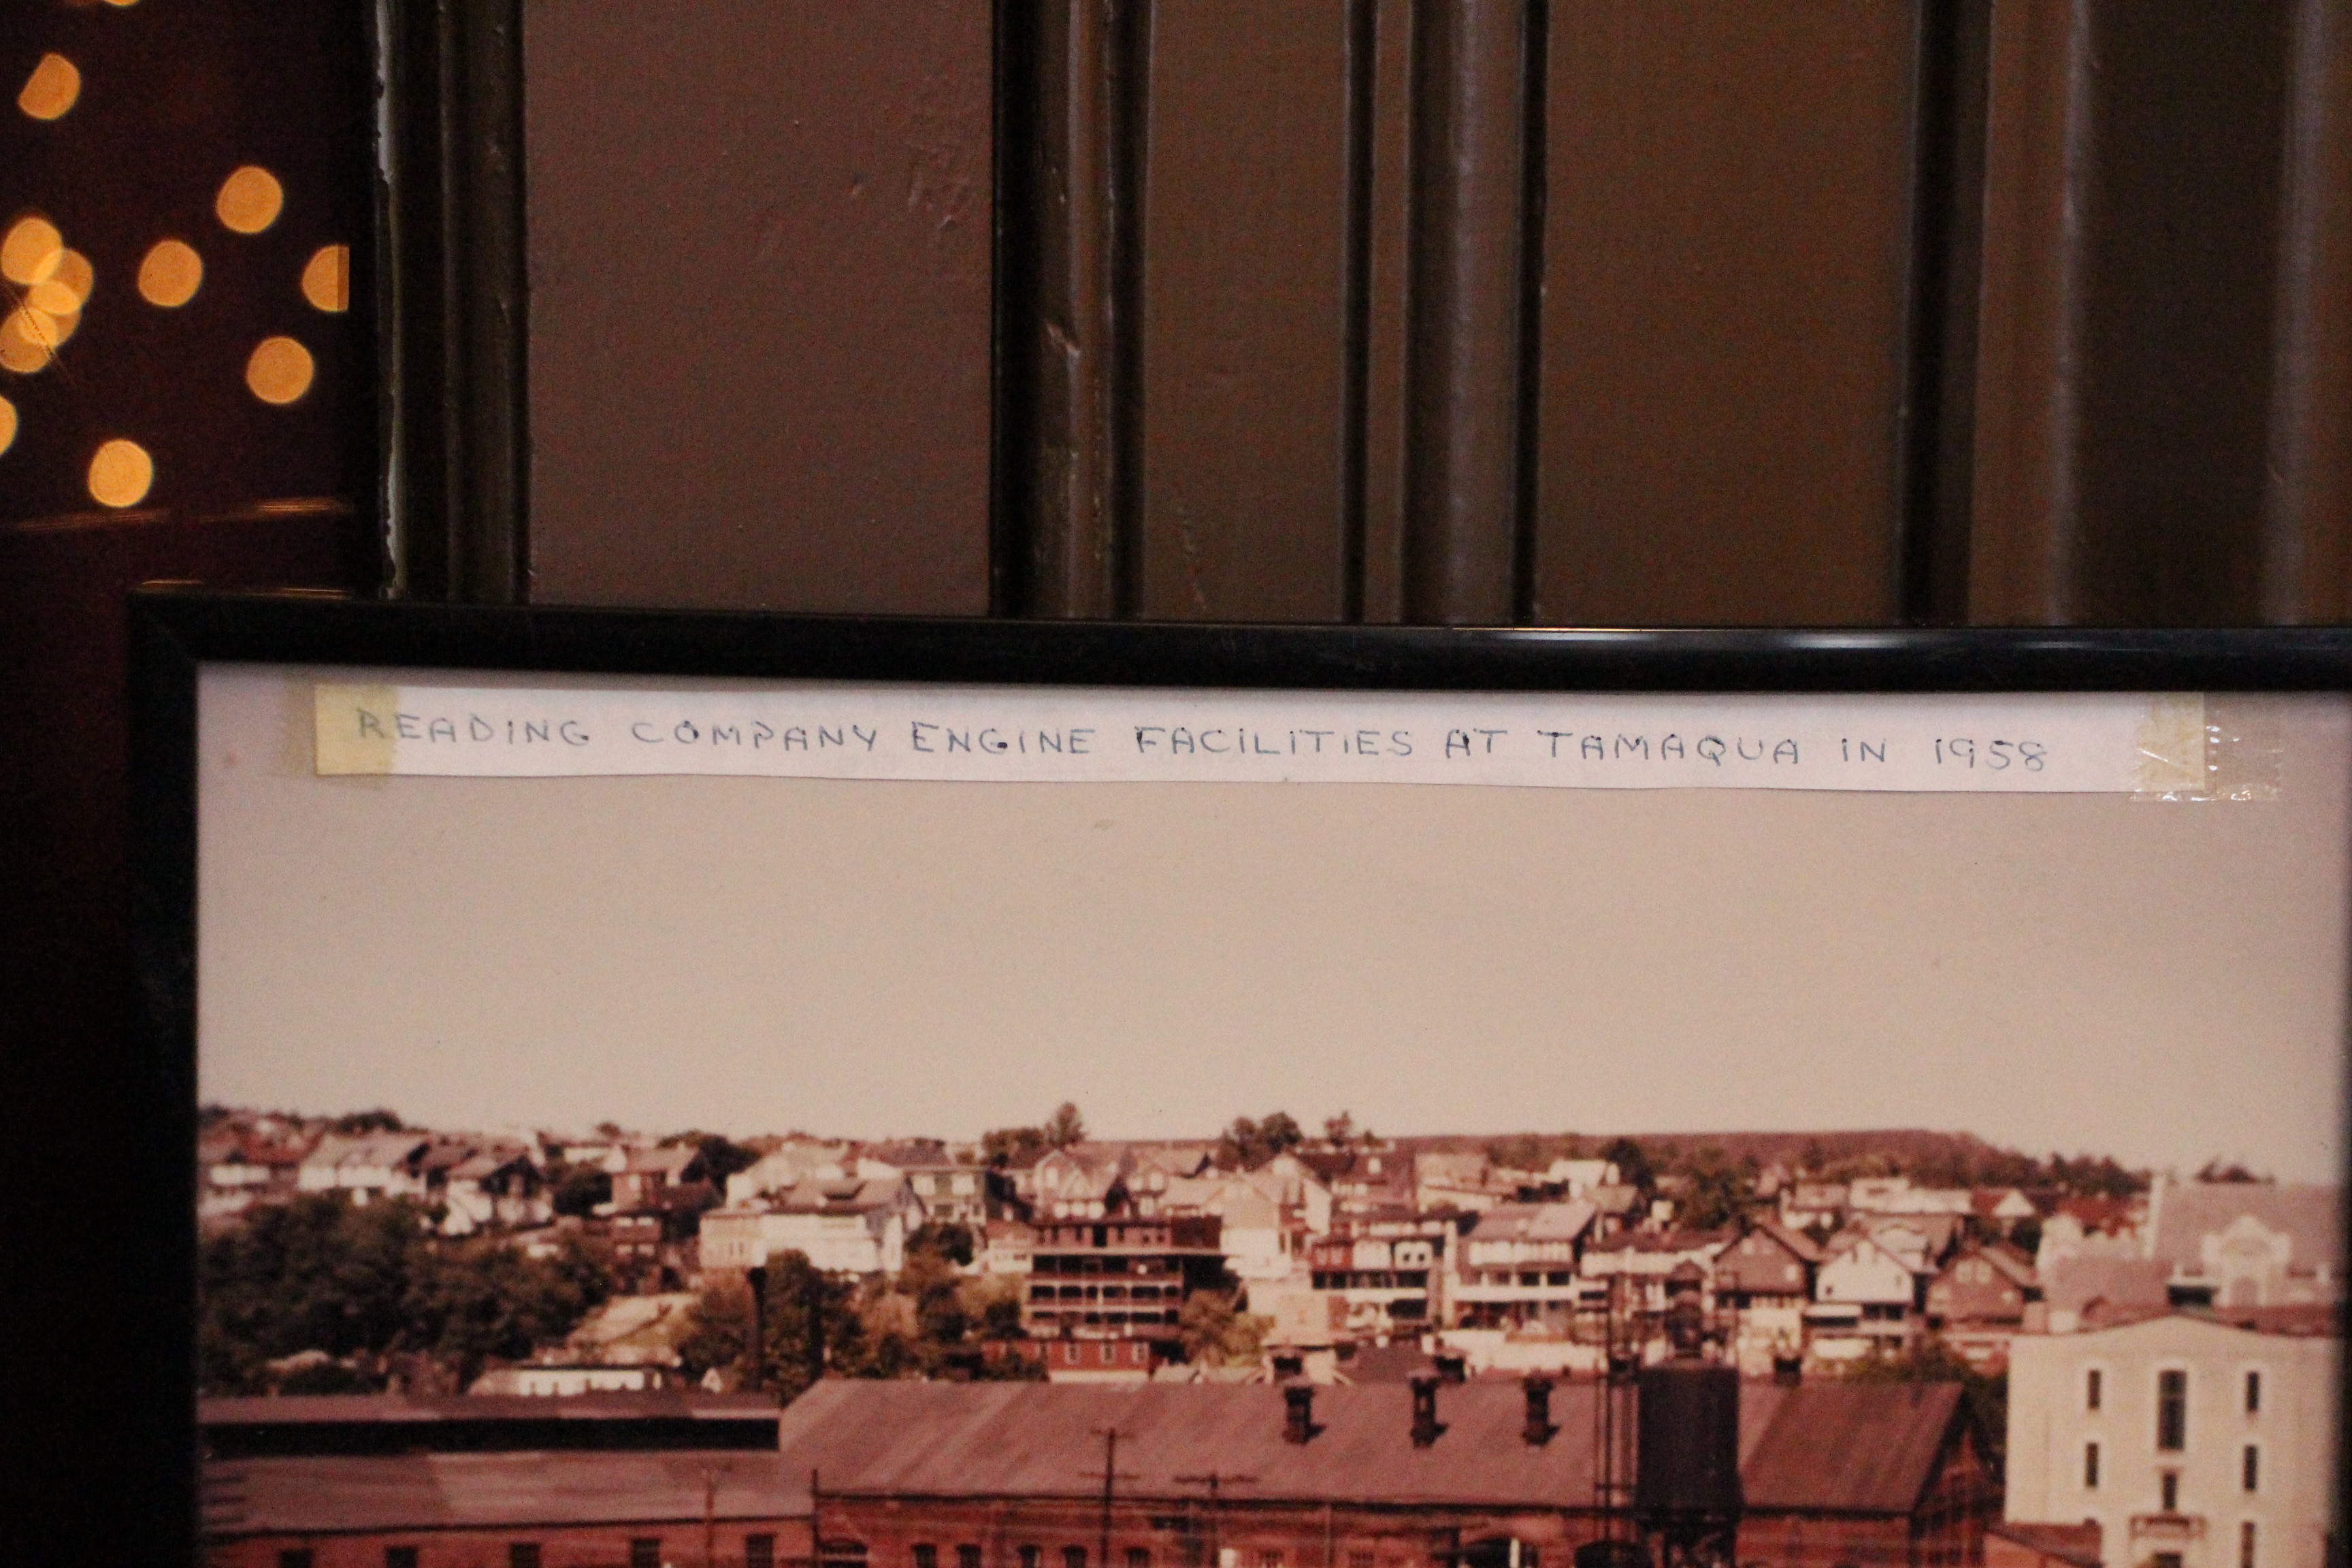 READING COMPANY ENGINE FACILITIES AT TAMAQUA IN 1958